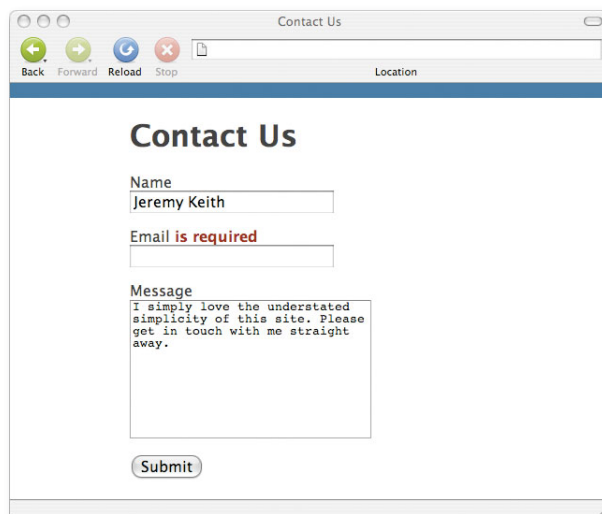 Contact Us
Back Forward Reload Stop Location
Contact Us
Name
Jeremy Keith
Email is required
Message
I simply love the understated
simplicity of this site. Please
get in touch with me straight
away.
Submit